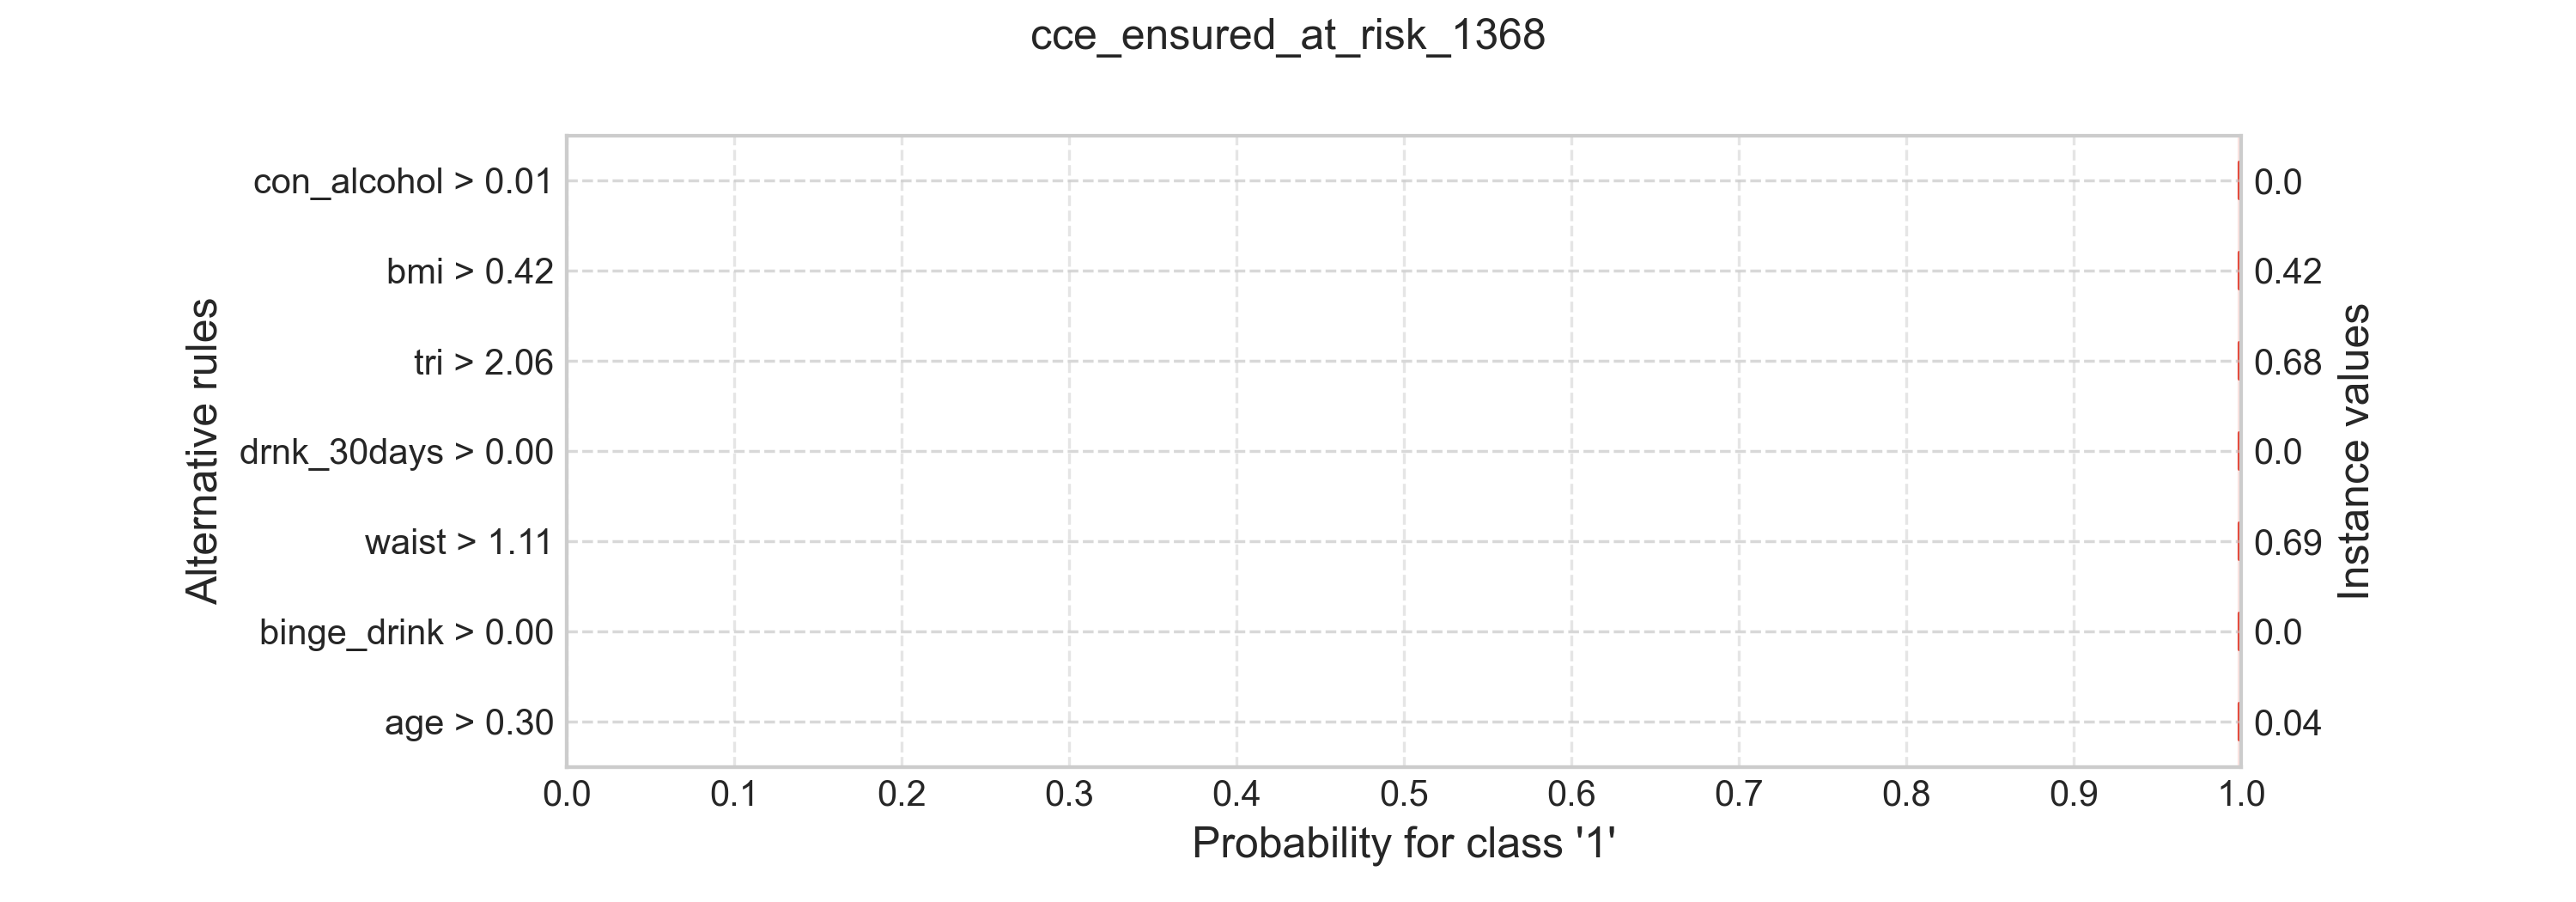 cce_ensured_at_risk_1368
Alternative rules
con_alcohol > 0.01
bmi > 0.42
tri > 2.06
drnk_30days > 0.00
waist > 1.11
binge_drink > 0.00
age > 0.30
0.0 0.1 0.2 0.3 0.4 0.5 0.6 0.7 0.8 0.9 1.0
Probability for class '1'
0.0
0.42
0.68
0.0
0.69
0.0
0.04
Instance values